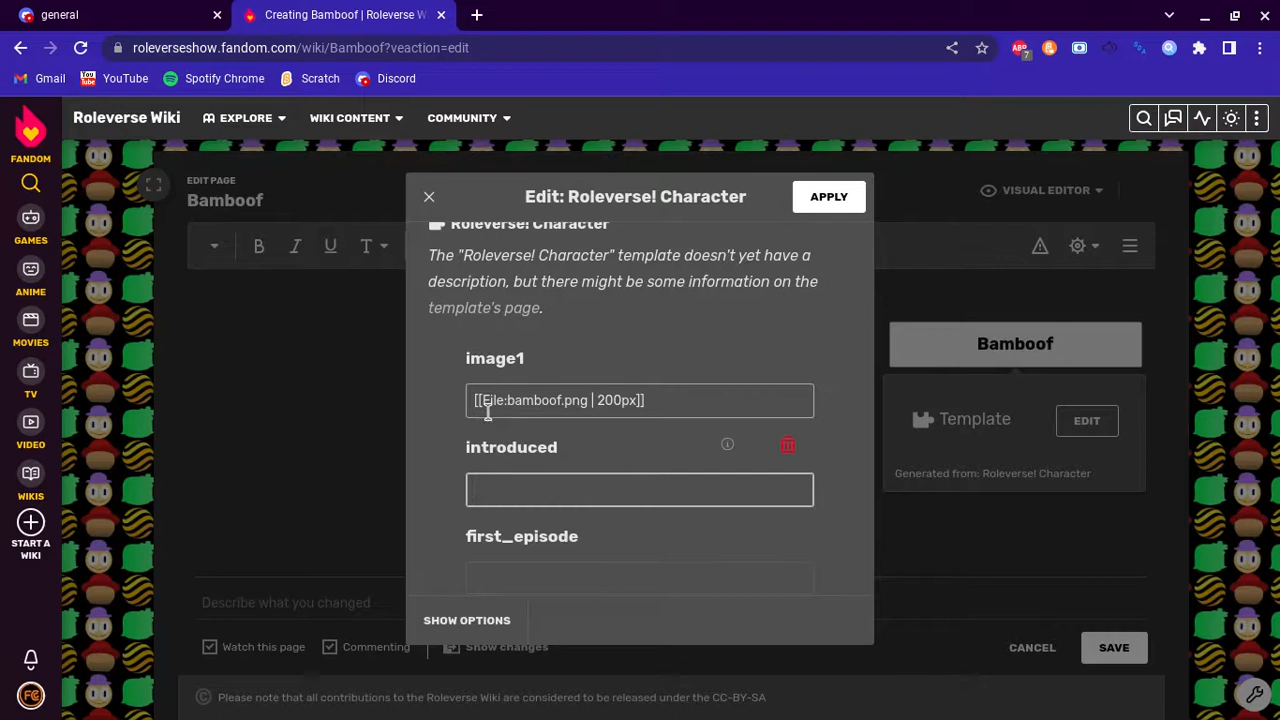 general
Creating Bamboof | Roleverse W
roleverseshow.fandom.com/wiki/Bamboof?veaction=edit
7
Gmail
YouTube
Spotify Chrome
Scratch
Discord
Roleverse Wiki
EXPLORE
WIKI CONTENT
COMMUNITY
FANDOM
GAMES
ANIME
MOVIES
TV
VIDEO
WIKIS
START A
WIKI
FC
EDIT PAGE
Bamboof
VISUAL EDITOR
B
I
U
T
Edit: Roleverse! Character
APPLY
Roleverse! Character
The "Roleverse! Character" template doesn't yet have a
description, but there might be some information on the
template's page.
image1
[[File:bamboof.png | 200px]]
introduced
first_episode
SHOW OPTIONS
Bamboof
Template
EDIT
Generated from: Roleverse! Character
Describe what you changed
Watch this page
Commenting
Show changes
CANCEL
SAVE
Please note that all contributions to the Roleverse Wiki are considered to be released under the CC-BY-SA